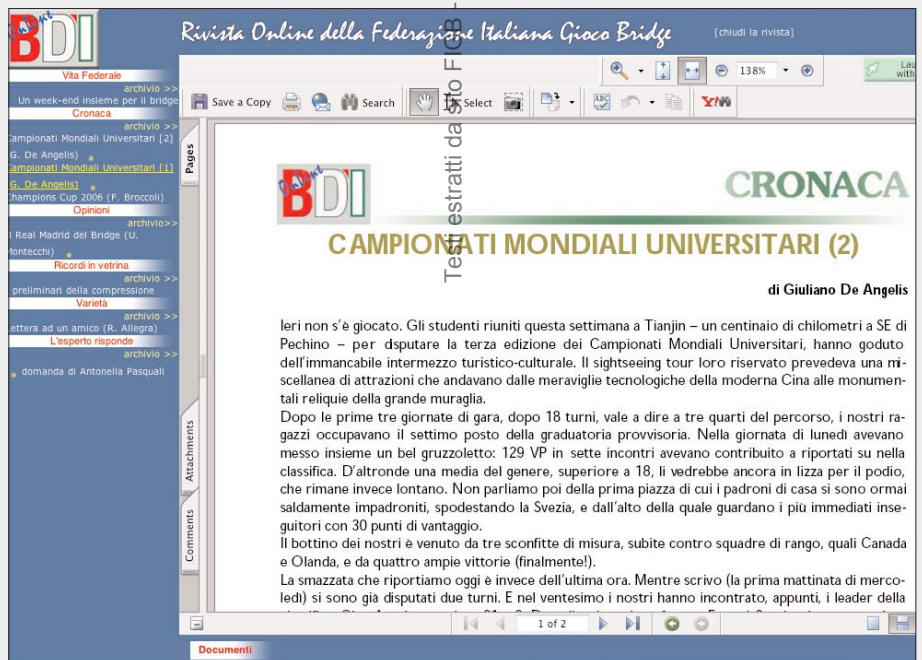 BDI
Online
Rivista Online della Federazione Italiana Gioco Bridge
[chiudi la rivista]
Vita Federale
archivio >>
Un week-end insieme per il bridge
Cronaca
archivio >>
Campionati Mondiali Universitari [2]
(G. De Angelis)
Campionati Mondiali Universitari [1]
(G. De Angelis)
Champions Cup 2006 (F. Broccoli)
Opinioni
archivio>>
Il Real Madrid del Bridge (U.
Montecchi)
Ricordi in vetrina
archivio >>
preliminari della compressione
Varietà
Lettera ad un amico (R. Allegra)
L'esperto risponde
archivio >>
domanda di Antonella Pasquali
138%
Save a Copy
Search
Select
Y!
Pages
Attachments
Comments
Testi estratti da sito FIGB -
BDI
Online
CRONACA
CAMPIONATI MONDIALI UNIVERSITARI (2)
di Giuliano De Angelis
Ieri non s'è giocato. Gli studenti riuniti questa settimana a Tianjin – un centinaio di chilometri a SE di
Pechino – per disputare la terza edizione dei Campionati Mondiali Universitari, hanno goduto
dell'immancabile intermezzo turistico-culturale. Il sightseeing tour loro riservato prevedeva una mi-
scellanea di attrazioni che andavano dalle meraviglie tecnologiche della moderna Cina alle monumen-
tali reliquie della grande muraglia.
Dopo le prime tre giornate di gara, dopo 18 turni, vale a dire a tre quarti del percorso, i nostri ra-
gazzi occupavano il settimo posto della graduatoria provvisoria. Nella giornata di lunedì avevano
messo insieme un bel gruzzoletto: 129 VP in sette incontri avevano contribuito a riportati su nella
classifica. D'altronde una media del genere, superiore a 18, li vedrebbe ancora in lizza per il podio,
che rimane invece lontano. Non parliamo poi della prima piazza di cui i padroni di casa si sono ormai
saldamente impadroniti, spodestando la Svezia, e dall'alto della quale guardano i più immediati inse-
guitori con 30 punti di vantaggio.
Il bottino dei nostri è venuto da tre sconfitte di misura, subite contro squadre di rango, quali Canada
e Olanda, e da quattro ampie vittorie (finalmente!).
La smazzata che riportiamo oggi è invece dell'ultima ora. Mentre scrivo (la prima mattinata di merco-
ledì) si sono già disputati due turni. E nel ventesimo i nostri hanno incontrato, appunti, i leader della
1 of 2
Documenti